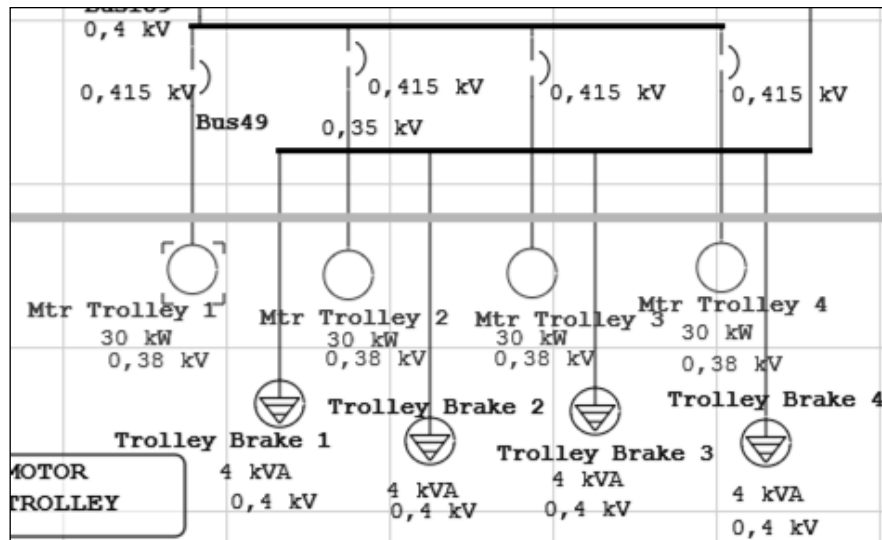 0,4 kV
0,415 kV
0,415 kV
0,415 kV
0,415 kV
Bus49
0,35 kV
Mtr Trolley 1
30 kW
0,38 kV
Mtr Trolley 2
30 kW
0,38 kV
Mtr Trolley 3
30 kW
0,38 kV
Mtr Trolley 4
30 kW
0,38 kV
Trolley Brake 1
4 kVA
0,4 kV
Trolley Brake 2
4 kVA
0,4 kV
Trolley Brake 3
4 kVA
0,4 kV
Trolley Brake 4
4 kVA
0,4 kV
MOTOR
TROLLEY